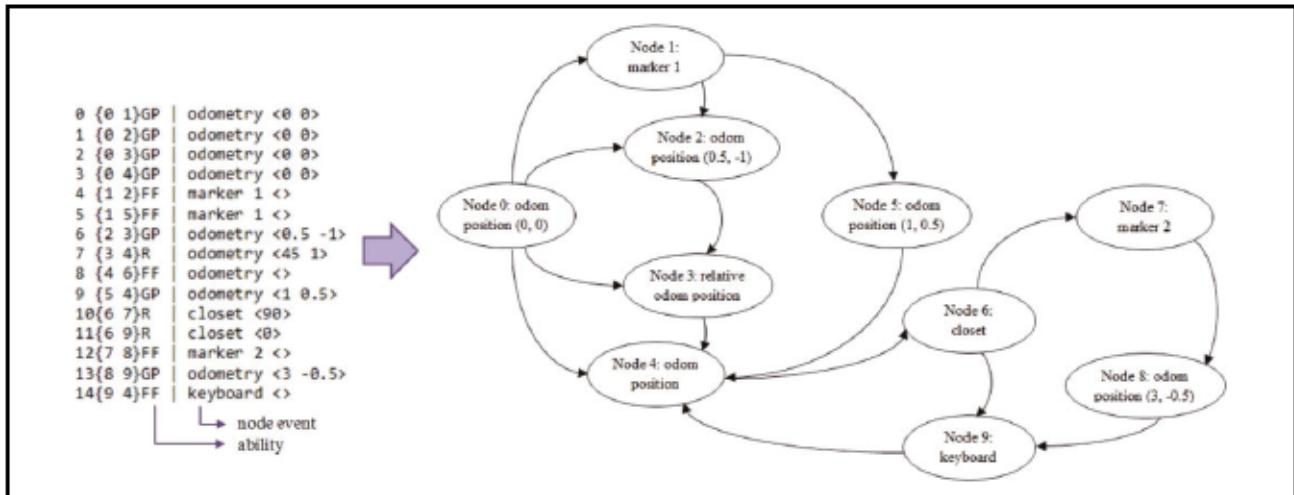 0 {0 1}GP | odometry <0 0>
1 {0 2}GP | odometry <0 0>
2 {0 3}GP | odometry <0 0>
3 {0 4}GP | odometry <0 0>
4 {1 2}FF | marker 1 <>
5 {1 5}FF | marker 1 <>
6 {2 3}GP | odometry <0.5 -1>
7 {3 4}R | odometry <45 1>
8 {4 6}FF | odometry <>
9 {5 4}GP | odometry <1 0.5>
10{6 7}R | closet <90>
11{6 9}R | closet <0>
12{7 8}FF | marker 2 <>
13{8 9}GP | odometry <3 -0.5>
14{9 4}FF | keyboard <>
node event
ability
Node 1:
marker 1
Node 2: odom
position (0.5, -1)
Node 0: odom
position (0, 0)
Node 5: odom
position (1, 0.5)
Node 7:
marker 2
Node 3: relative
odom position
Node 6:
closet
Node 4: odom
position
Node 8: odom
position (3, -0.5)
Node 9:
keyboard